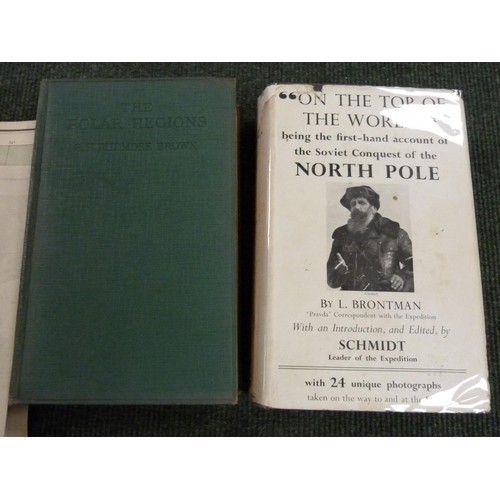 THE
POLAR REGIONS
RUDMOSE BROWN
“ON THE TOP OF
THE WORLD”
being the first-hand account of
the Soviet Conquest of the
NORTH POLE
By L. BRONTMAN
'Pravda' Correspondent with the Expedition
With an Introduction, and Edited, by
SCHMIDT
Leader of the Expedition
with 24 unique photographs
taken on the way to and at the